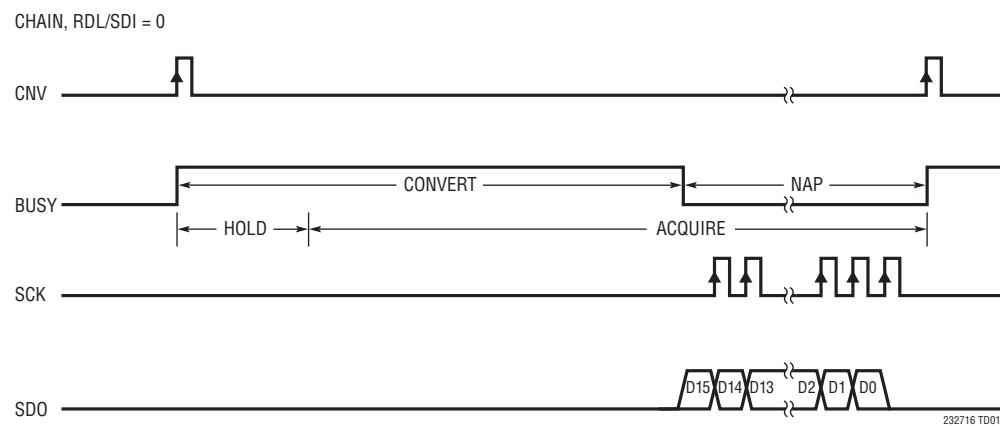 CHAIN, RDL/SDI = 0
CNV
CONVERT
NAP
BUSY
HOLD
ACQUIRE
SCK
D15 D14 D13 D2 D1 D0
SDO
232716 TD01